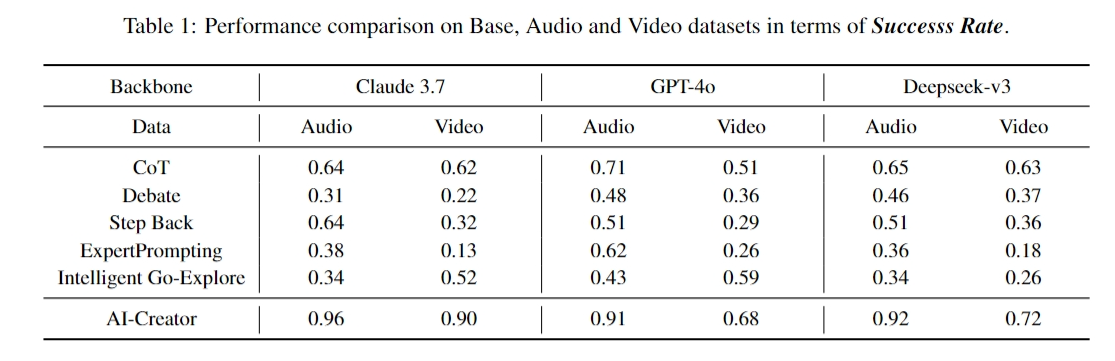 Table 1: Performance comparison on Base, Audio and Video datasets in terms of Successs Rate.
Backbone Claude 3.7 GPT-4o Deepseek-v3
Data Audio Video Audio Video Audio Video
CoT 0.64 0.62 0.71 0.51 0.65 0.63
Debate 0.31 0.22 0.48 0.36 0.46 0.37
Step Back 0.64 0.32 0.51 0.29 0.51 0.36
ExpertPrompting 0.38 0.13 0.62 0.26 0.36 0.18
Intelligent Go-Explore 0.34 0.52 0.43 0.59 0.34 0.26
AI-Creator 0.96 0.90 0.91 0.68 0.92 0.72